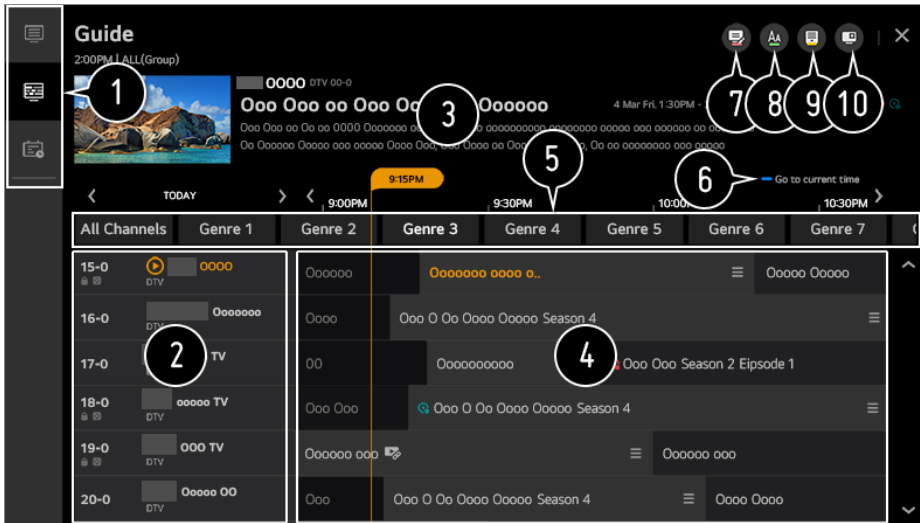 Guide
2:00PM | ALL(Group)
OOOO DTV 00-0
Ooo Ooo oo Ooo Oooooo
4 Mar Fri. 1:30PM -
Go to current time
TODAY
9:15PM
9:00PM 9:30PM 10:00 10:30PM
All Channels Genre 1 Genre 2 Genre 3 Genre 4 Genre 5 Genre 6 Genre 7
15-0 DTV OOOO Oooooo Ooooooo oooo o.. Ooooo Ooooo
16-0 DTV Ooooooo Oooo Ooo O Oo Oooo Ooooo Season 4
17-0 TV OO Oooooooooo Ooo Ooo Season 2 Eipsode 1
18-0 DTV ooooo TV Ooo Ooo Ooo O Oo Oooo Ooooo Season 4
19-0 DTV OOO TV Oooooo ooo Oooooo ooo
20-0 DTV Ooooo OO Ooo Ooo O Oo Oooo Ooooo Season 4 Oooo Oooo
1
2
3
4
5
6
7
8
9
10